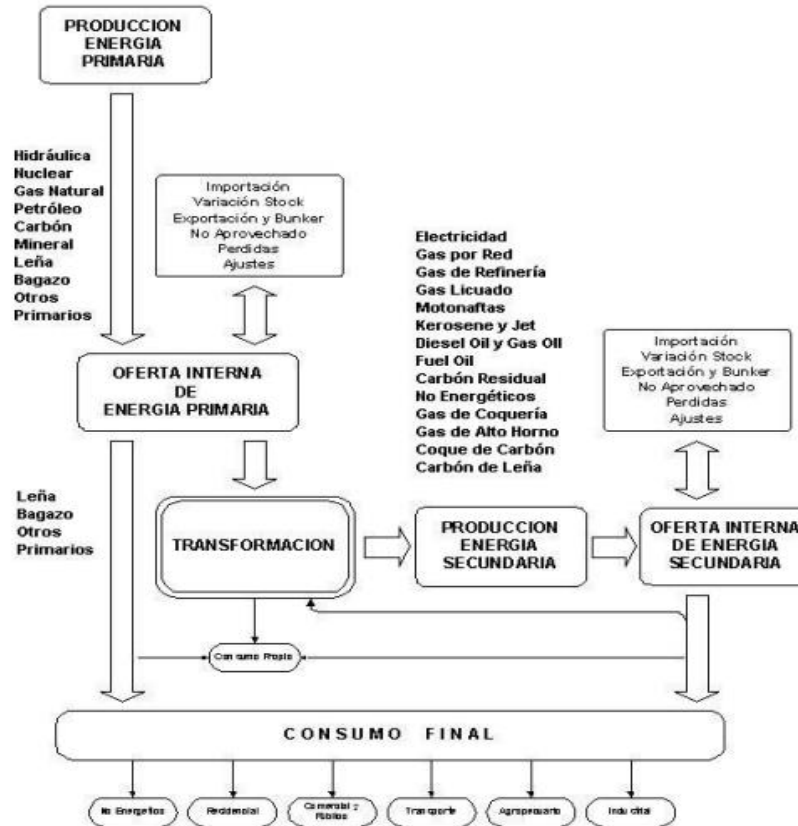 PRODUCCION
ENERGIA
PRIMARIA
Hidráulica
Nuclear
Gas Natural
Petróleo
Carbón
Mineral
Leña
Bagazo
Otros
Primarios
Importación
Variación Stock
Exportación y Bunker
No Aprovechado
Perdidas
Ajustes
OFERTA INTERNA
DE
ENERGIA PRIMARIA
Electricidad
Gas por Red
Gas de Refinería
Gas Licuado
Motonaftas
Kerosene y Jet
Diesel Oil y Gas Oll
Fuel Oil
Carbón Residual
No Energéticos
Gas de Coquería
Gas de Alto Horno
Coque de Carbón
Carbón de Leña
Importación
Variación Stock
Exportación y Bunker
No Aprovechado
Perdidas
Ajustes
Leña
Bagazo
Otros
Primarios
TRANSFORMACION
PRODUCCION
ENERGIA
SECUNDARIA
OFERTA INTERNA
DE ENERGIA
SECUNDARIA
Consumo Propio
CONSUMO FINAL
No Energético
Residencial
Comercial y
Público
Transporte
Agropecuario
Industrial